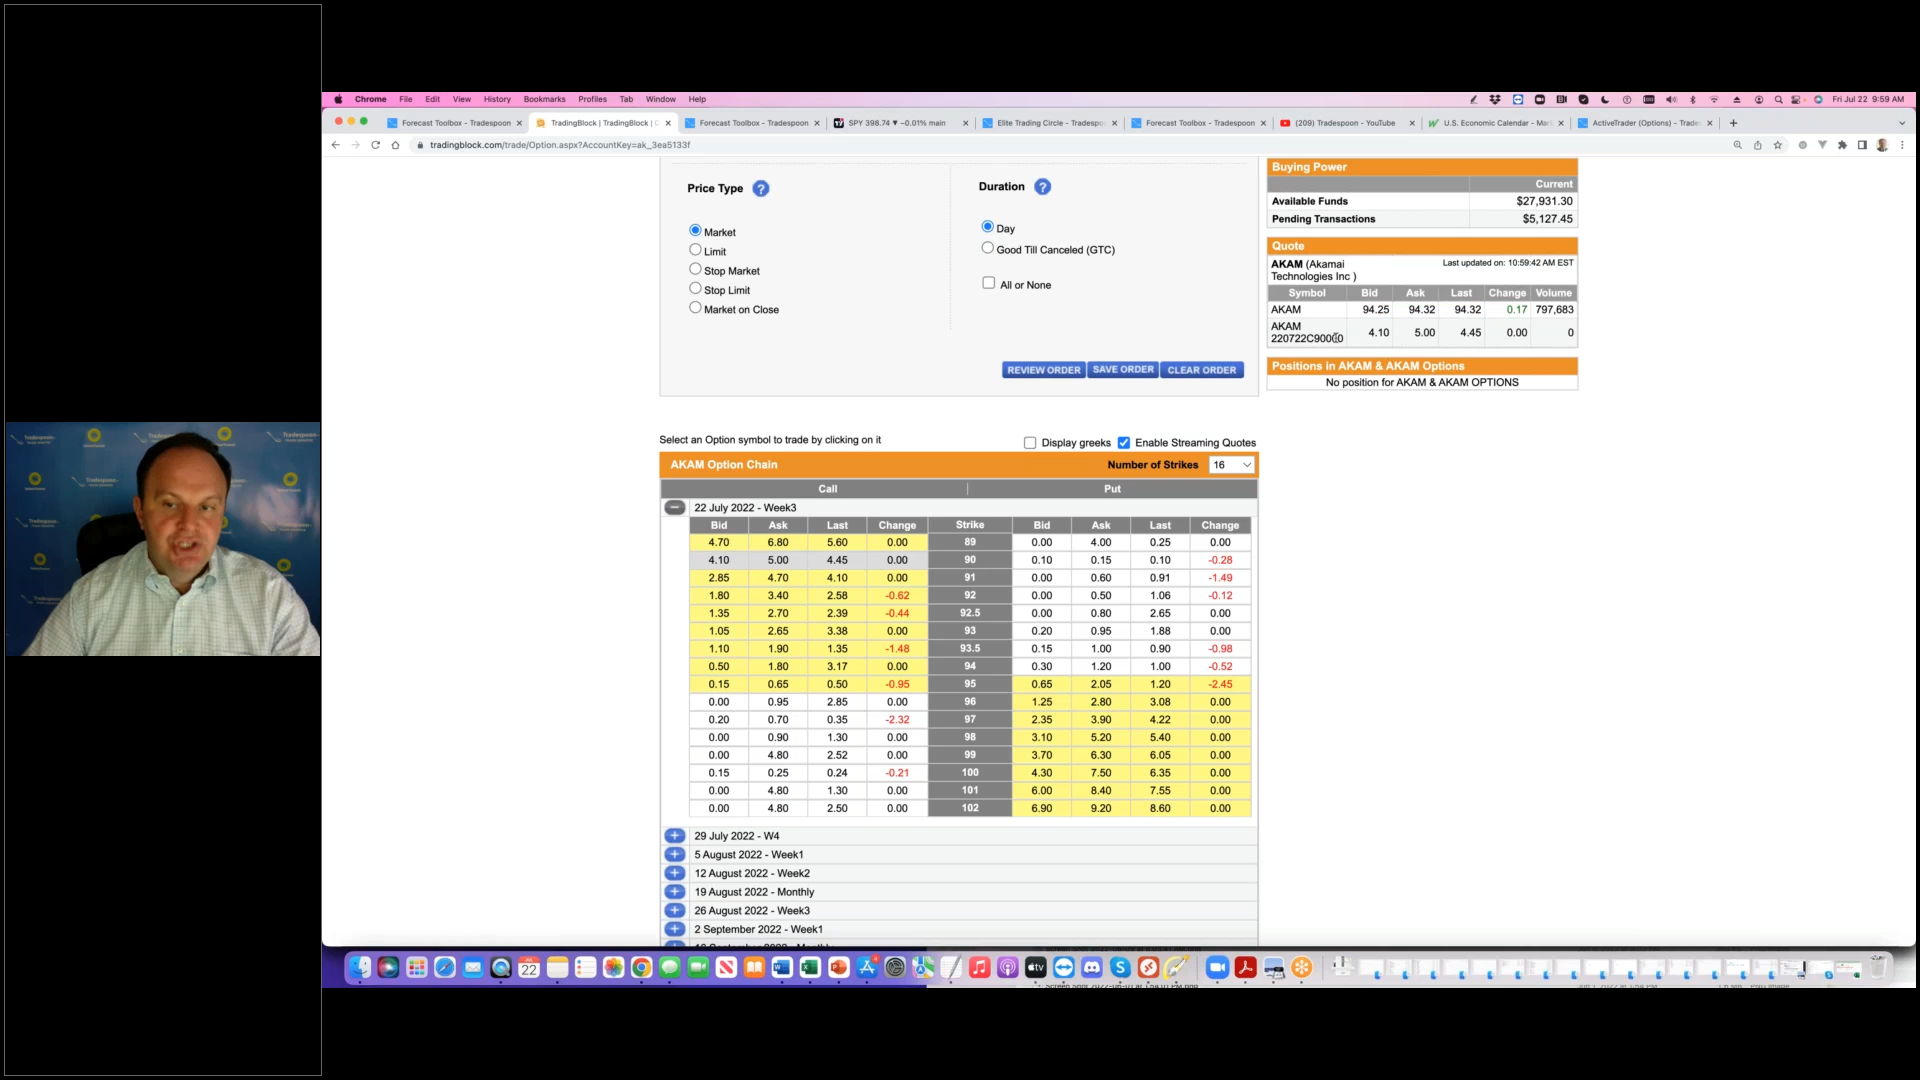 Chrome File Edit View History Bookmarks Profiles Tab Window Help Fri Jul 22 9:59 AM
Forecast Toolbox - Tradespoon TradingBlock | TradingBlock | Forecast Toolbox - Tradespoon SPY 398.74 ▼ −0.01% main Elite Trading Circle - Tradespoo Forecast Toolbox - Tradespoon (209) Tradespoon - YouTube U.S. Economic Calendar - Mar ActiveTrader (Options) - Trade
tradingblock.com/trade/Option.aspx?AccountKey=ak_3ea5133f
Price Type ?
Market
Limit
Stop Market
Stop Limit
Market on Close
Duration ?
Day
Good Till Canceled (GTC)
All or None
REVIEW ORDER SAVE ORDER CLEAR ORDER
Buying Power
Current
Available Funds $27,931.30
Pending Transactions $5,127.45
Quote
AKAM (Akamai Last updated on: 10:59:42 AM EST
Technologies Inc )
Symbol Bid Ask Last Change Volume
AKAM 94.25 94.32 94.32 0.17 797,683
AKAM
220722C90000 4.10 5.00 4.45 0.00 0
Positions in AKAM & AKAM Options
No position for AKAM & AKAM OPTIONS
Select an Option symbol to trade by clicking on it Display greeks Enable Streaming Quotes
AKAM Option Chain Number of Strikes 16
Call Put
22 July 2022 - Week3
Bid Ask Last Change Strike Bid Ask Last Change
4.70 6.80 5.60 0.00 89 0.00 4.00 0.25 0.00
4.10 5.00 4.45 0.00 90 0.10 0.15 0.10 -0.28
2.85 4.70 4.10 0.00 91 0.00 0.60 0.91 -1.49
1.80 3.40 2.58 -0.62 92 0.00 0.50 1.06 -0.12
1.35 2.70 2.39 -0.44 92.5 0.00 0.80 2.65 0.00
1.05 2.65 3.38 0.00 93 0.20 0.95 1.88 0.00
1.10 1.90 1.35 -1.48 93.5 0.15 1.00 0.90 -0.98
0.50 1.80 3.17 0.00 94 0.30 1.20 1.00 -0.52
0.15 0.65 0.50 -0.95 95 0.65 2.05 1.20 -2.45
0.00 0.95 2.85 0.00 96 1.25 2.80 3.08 0.00
0.20 0.70 0.35 -2.32 97 2.35 3.90 4.22 0.00
0.00 0.90 1.30 0.00 98 3.10 5.20 5.40 0.00
0.00 4.80 2.52 0.00 99 3.70 6.30 6.05 0.00
0.15 0.25 0.24 -0.21 100 4.30 7.50 6.35 0.00
0.00 4.80 1.30 0.00 101 6.00 8.40 7.55 0.00
0.00 4.80 2.50 0.00 102 6.90 9.20 8.60 0.00
29 July 2022 - W4
5 August 2022 - Week1
12 August 2022 - Week2
19 August 2022 - Monthly
26 August 2022 - Week3
2 September 2022 - Week1